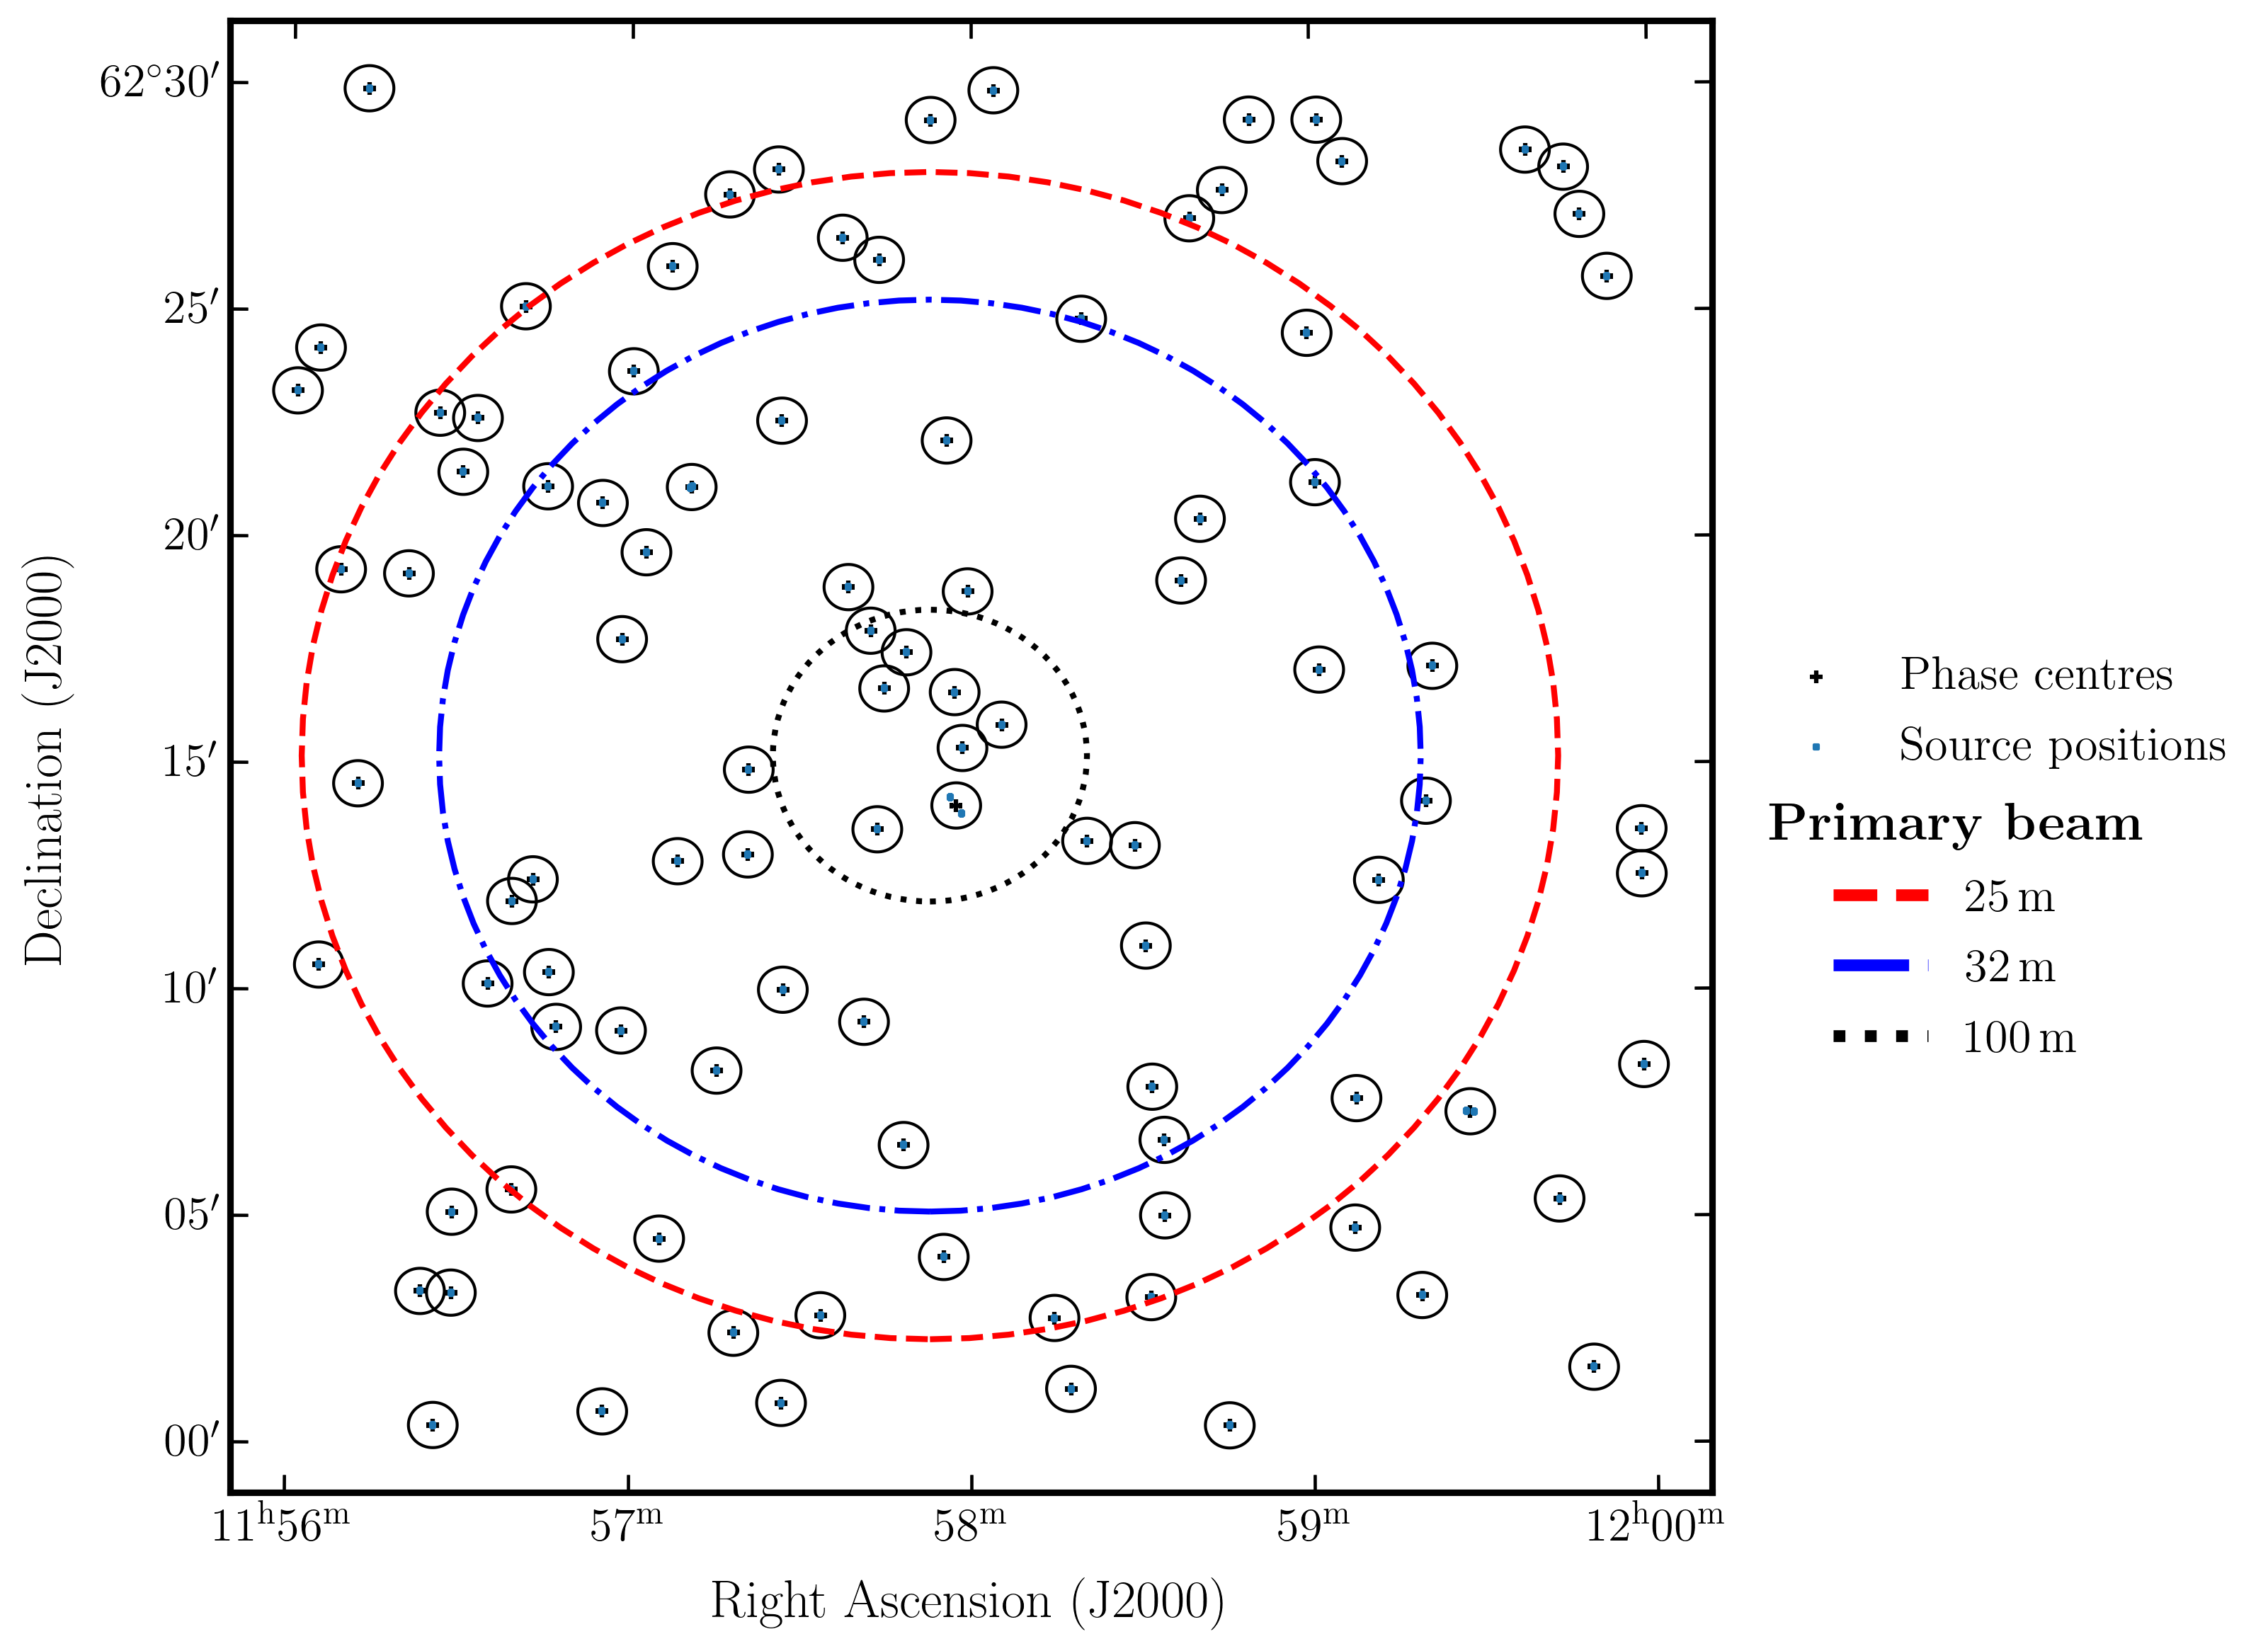 62°30′
25′
20′
15′
10′
05′
00′
Declination (J2000)
11ʰ56ᵐ 57ᵐ 58ᵐ 59ᵐ 12ʰ00ᵐ
Right Ascension (J2000)
Phase centres
Source positions
Primary beam
25 m
32 m
100 m